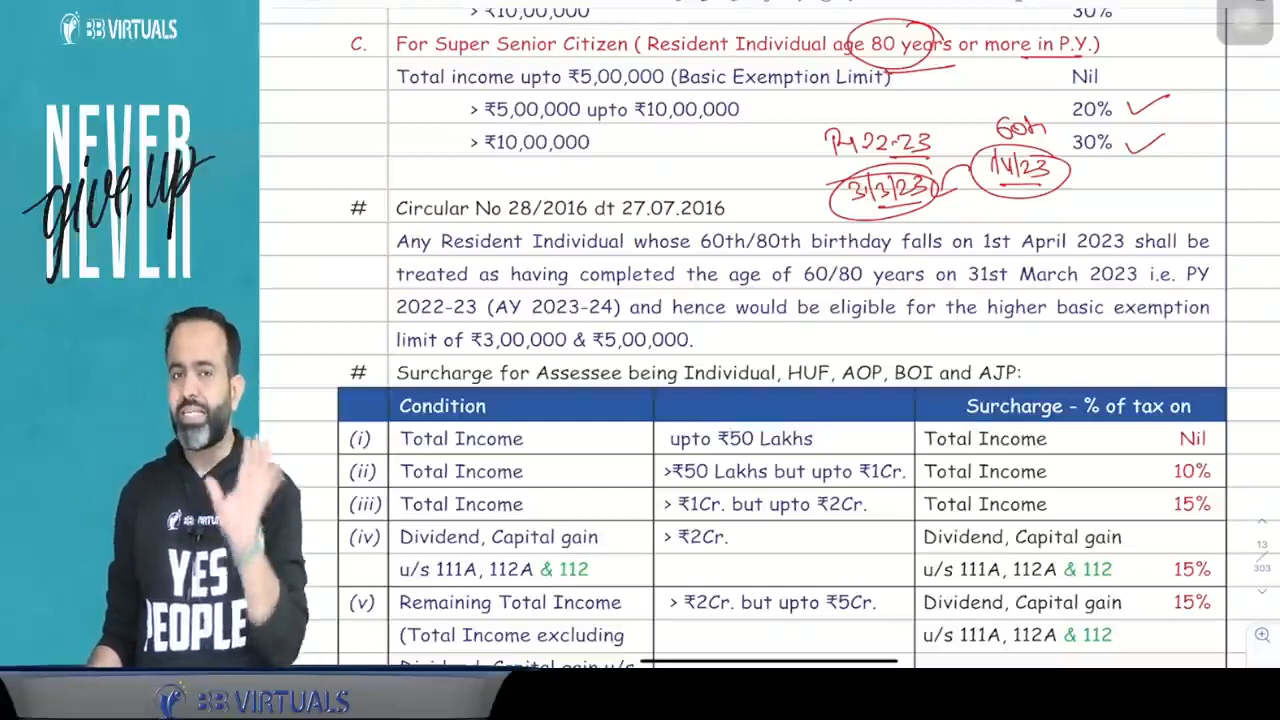 BB VIRTUALS
NEVER
give up
NEVER
> ₹10,00,000 30%
C. For Super Senior Citizen ( Resident Individual age 80 years or more in P.Y.)
Total income upto ₹5,00,000 (Basic Exemption Limit) Nil
> ₹5,00,000 upto ₹10,00,000 20%
> ₹10,00,000 30%
PY 22-23
60th
31/3/23
1/4/23
# Circular No 28/2016 dt 27.07.2016
Any Resident Individual whose 60th/80th birthday falls on 1st April 2023 shall be
treated as having completed the age of 60/80 years on 31st March 2023 i.e. PY
2022-23 (AY 2023-24) and hence would be eligible for the higher basic exemption
limit of ₹3,00,000 & ₹5,00,000.
# Surcharge for Assessee being Individual, HUF, AOP, BOI and AJP:
Condition Surcharge - % of tax on
(i) Total Income upto ₹50 Lakhs Total Income Nil
(ii) Total Income >₹50 Lakhs but upto ₹1Cr. Total Income 10%
(iii) Total Income > ₹1Cr. but upto ₹2Cr. Total Income 15%
(iv) Dividend, Capital gain > ₹2Cr. Dividend, Capital gain
u/s 111A, 112A & 112 u/s 111A, 112A & 112 15%
(v) Remaining Total Income > ₹2Cr. but upto ₹5Cr. Dividend, Capital gain 15%
(Total Income excluding u/s 111A, 112A & 112
Dividend, Capital gain u/s
13
303
BB VIRTUALS
YES
PEOPLE
BB VIRTUALS